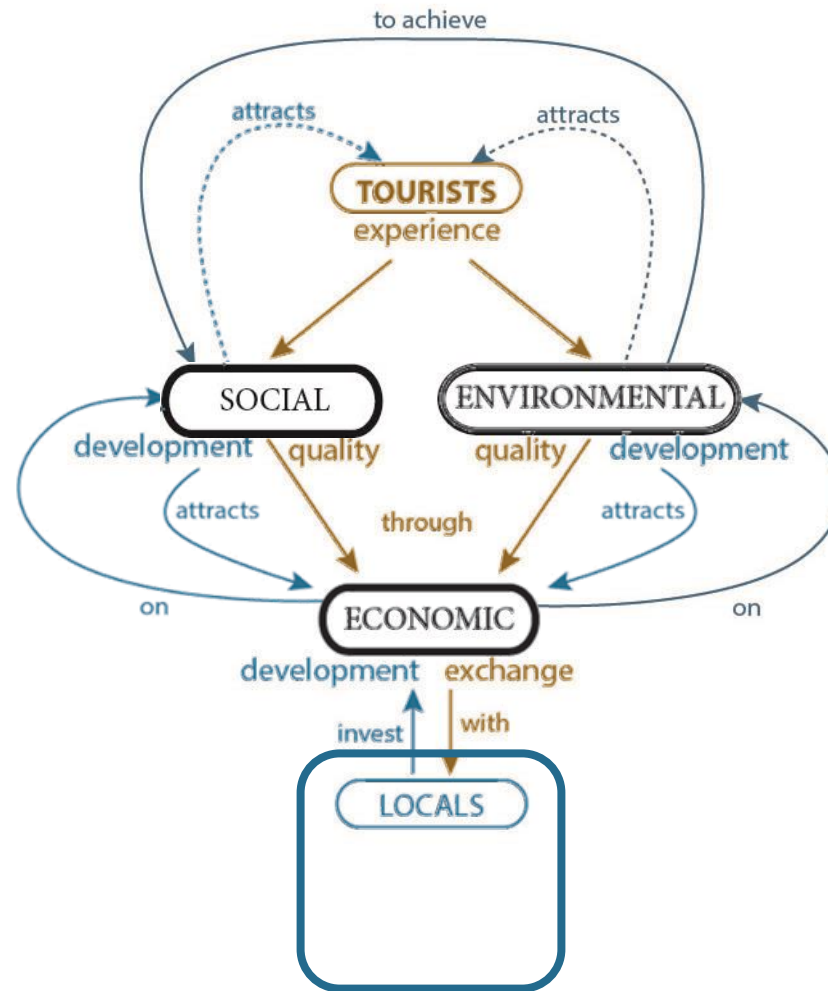 to achieve
attracts
attracts
TOURISTS
experience
SOCIAL
ENVIRONMENTAL
development
quality
quality
development
attracts
through
attracts
on
ECONOMIC
on
development
exchange
invest
with
LOCALS